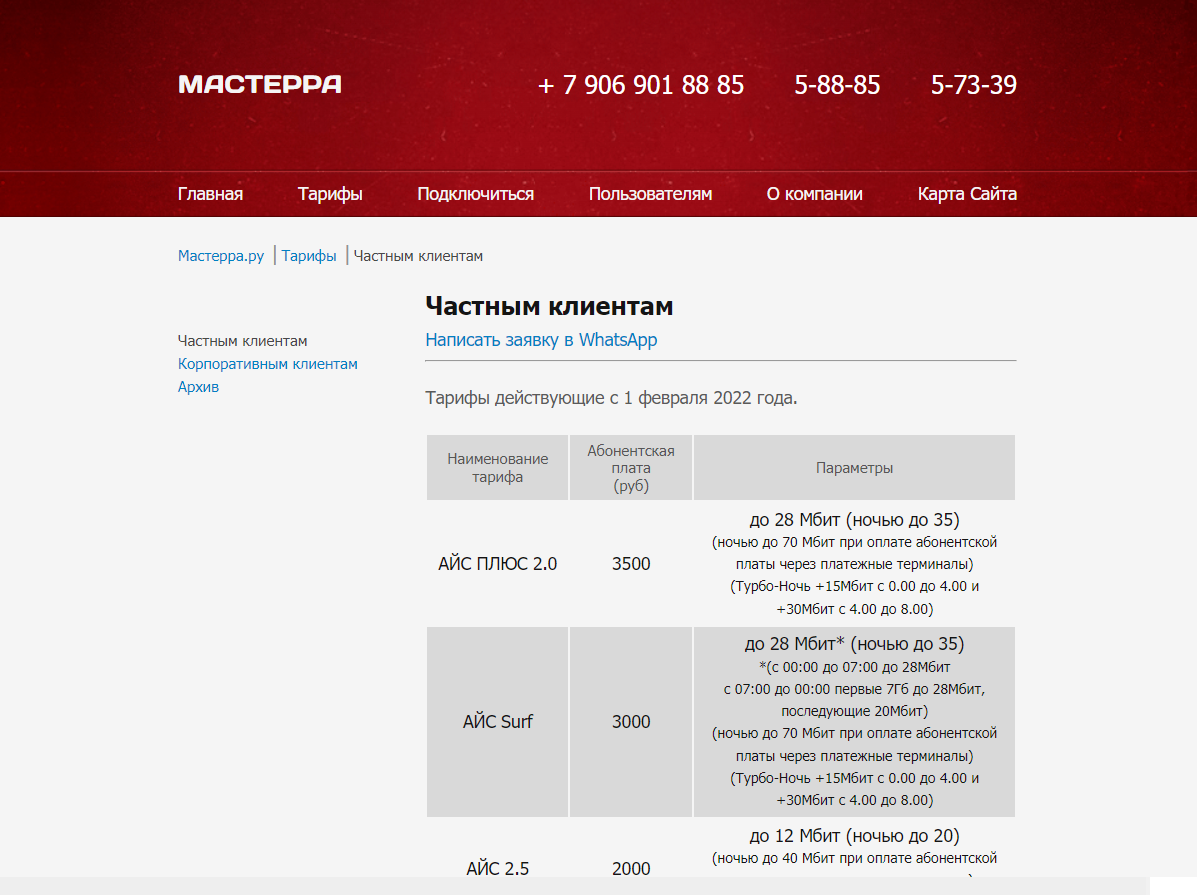 МАСТЕРРА
+ 7 906 901 88 85 5-88-85 5-73-39
Главная Тарифы Подключиться Пользователям О компании Карта Сайта
Мастерра.ру Тарифы Частным клиентам
Частным клиентам
Корпоративным клиентам
Архив
Частным клиентам
Написать заявку в WhatsApp
Тарифы действующие с 1 февраля 2022 года.
Наименование
тарифа
Абонентская
плата
(руб)
Параметры
АЙС ПЛЮС 2.0
3500
до 28 Мбит (ночью до 35)
(ночью до 70 Мбит при оплате абонентской
платы через платежные терминалы)
(Турбо-Ночь +15Мбит с 0.00 до 4.00 и
+30Мбит с 4.00 до 8.00)
АЙС Surf
3000
до 28 Мбит* (ночью до 35)
*(с 00:00 до 07:00 до 28Мбит
с 07:00 до 00:00 первые 7Гб до 28Мбит,
последующие 20Мбит)
(ночью до 70 Мбит при оплате абонентской
платы через платежные терминалы)
(Турбо-Ночь +15Мбит с 0.00 до 4.00 и
+30Мбит с 4.00 до 8.00)
АЙС 2.5
2000
до 12 Мбит (ночью до 20)
(ночью до 40 Мбит при оплате абонентской